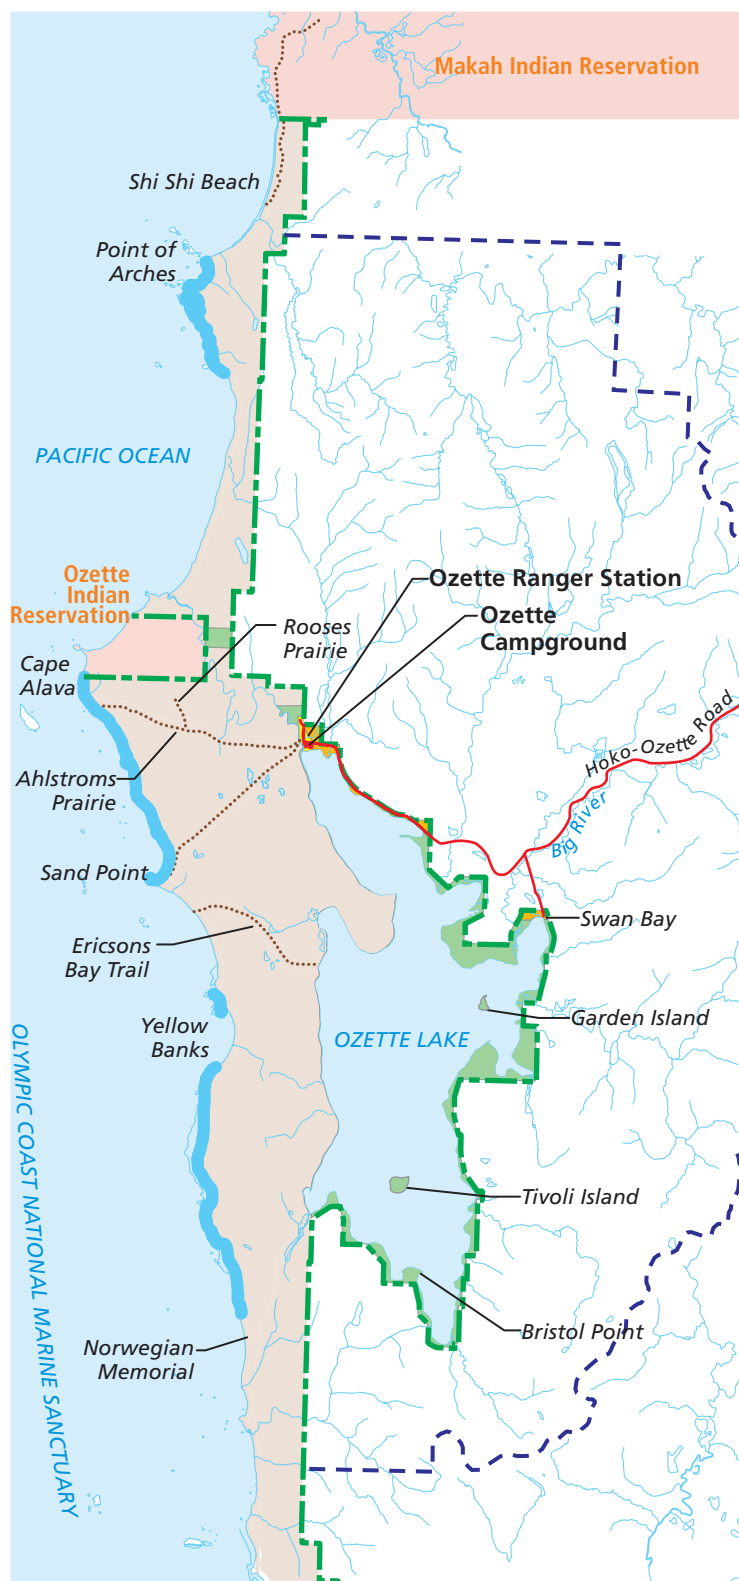 Makah Indian Reservation
Shi Shi Beach
Point of
Arches
PACIFIC OCEAN
Ozette
Indian
Reservation
Ozette Ranger Station
Ozette
Campground
Rooses
Prairie
Cape
Alava
Hoko-Ozette Road
Ahlstroms
Prairie
Big River
Sand Point
Swan Bay
Ericsons
Bay Trail
Yellow
Banks
Garden Island
OZETTE LAKE
OLYMPIC COAST NATIONAL MARINE SANCTUARY
Tivoli Island
Bristol Point
Norwegian
Memorial